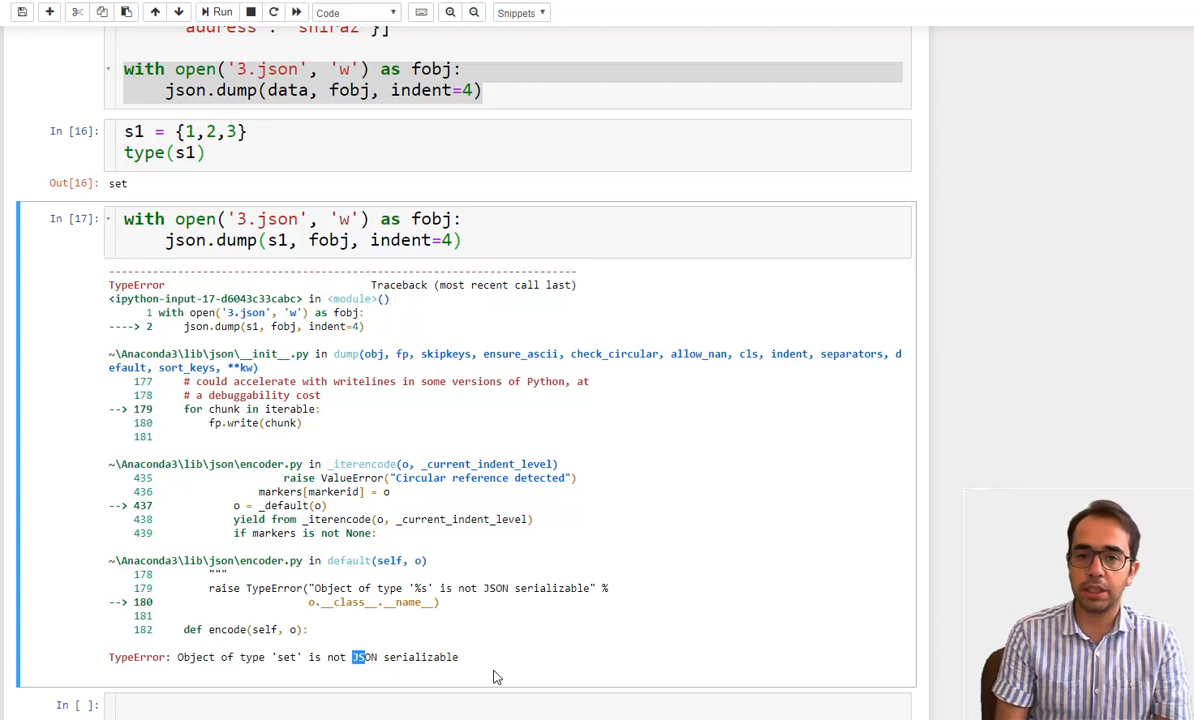 Run
Code
Snippets
address : shiraz }]
with open('3.json', 'w') as fobj:
json.dump(data, fobj, indent=4)
In [16]:
s1 = {1,2,3}
type(s1)
Out[16]:
set
In [17]:
with open('3.json', 'w') as fobj:
json.dump(s1, fobj, indent=4)
---------------------------------------------------------------------------
TypeError Traceback (most recent call last)
<ipython-input-17-d6043c33cabc> in <module>()
1 with open('3.json', 'w') as fobj:
----> 2 json.dump(s1, fobj, indent=4)
~\Anaconda3\lib\json\__init__.py in dump(obj, fp, skipkeys, ensure_ascii, check_circular, allow_nan, cls, indent, separators, d
efault, sort_keys, **kw)
177 # could accelerate with writelines in some versions of Python, at
178 # a debuggability cost
--> 179 for chunk in iterable:
180 fp.write(chunk)
181
~\Anaconda3\lib\json\encoder.py in _iterencode(o, _current_indent_level)
435 raise ValueError("Circular reference detected")
436 markers[markerid] = o
--> 437 o = _default(o)
438 yield from _iterencode(o, _current_indent_level)
439 if markers is not None:
~\Anaconda3\lib\json\encoder.py in default(self, o)
178 """
179 raise TypeError("Object of type '%s' is not JSON serializable" %
--> 180 o.__class__.__name__)
181
182 def encode(self, o):
TypeError: Object of type 'set' is not JSON serializable
In [ ]: